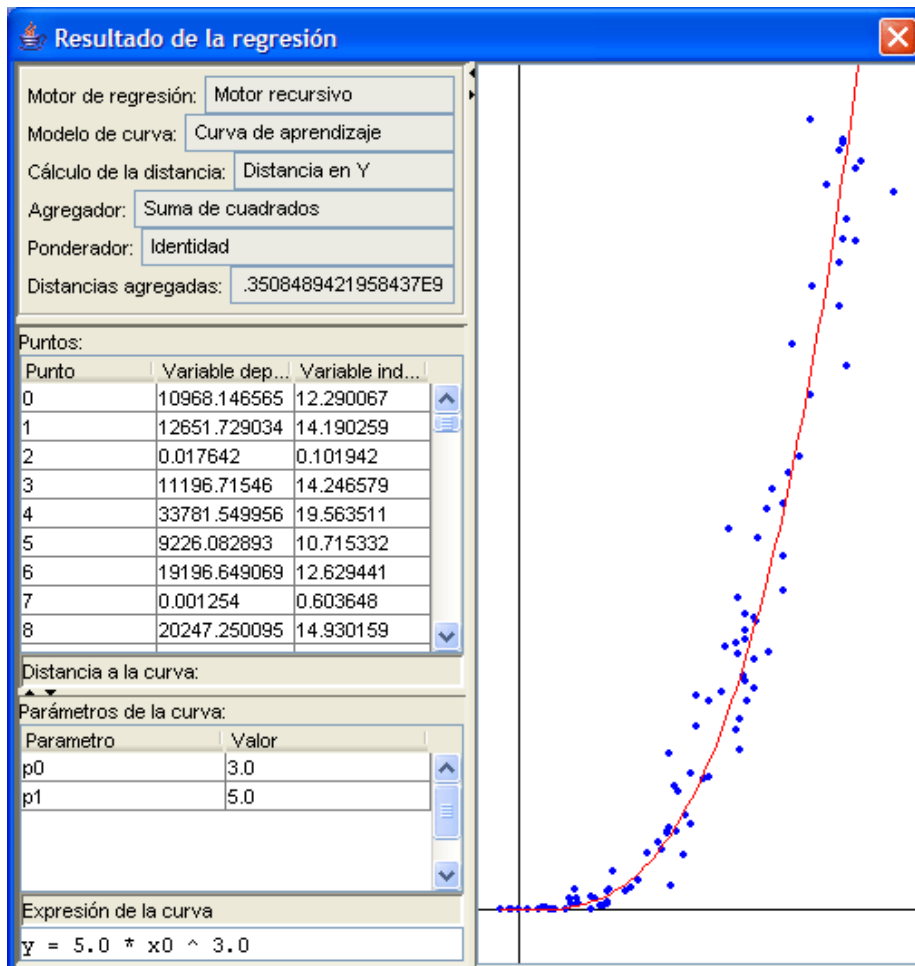 Resultado de la regresión
Motor de regresión: Motor recursivo
Modelo de curva: Curva de aprendizaje
Cálculo de la distancia: Distancia en Y
Agregador: Suma de cuadrados
Ponderador: Identidad
Distancias agregadas: .3508489421958437E9
Puntos:
Punto Variable dep... Variable ind...
0 10968.146565 12.290067
1 12651.729034 14.190259
2 0.017642 0.101942
3 11196.71546 14.246579
4 33781.549956 19.563511
5 9226.082893 10.715332
6 19196.649069 12.629441
7 0.001254 0.603648
8 20247.250095 14.930159
Distancia a la curva:
Parámetros de la curva:
Parametro Valor
p0 3.0
p1 5.0
Expresión de la curva
y = 5.0 * x0 ^ 3.0